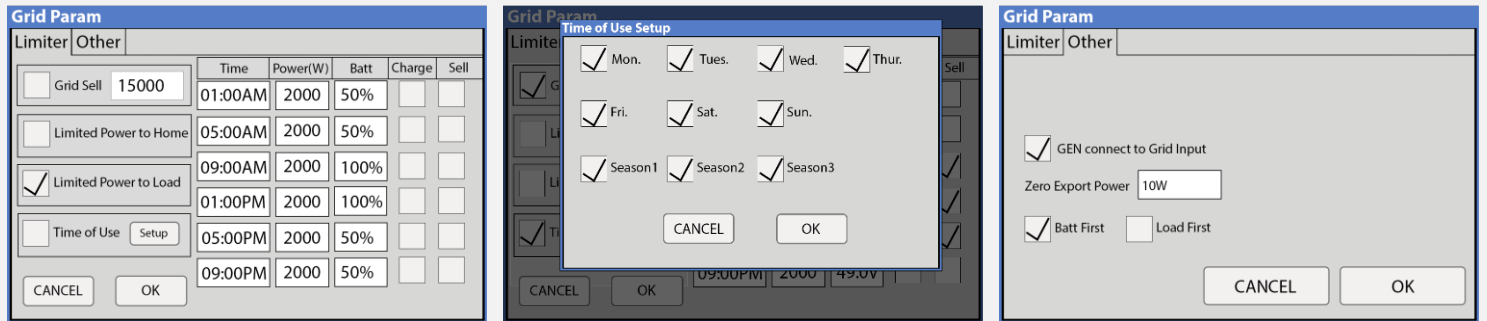 Grid Param
Limiter Other
Time Power(W) Batt Charge Sell
Grid Sell 15000
01:00AM 2000 50%
Limited Power to Home 05:00AM 2000 50%
09:00AM 2000 100%
Limited Power to Load
01:00PM 2000 100%
Time of Use Setup
05:00PM 2000 50%
09:00PM 2000 50%
CANCEL OK
Grid Param
Time of Use Setup
Limite
Sell
Mon. Tues. Wed. Thur.
G
Fri. Sat. Sun.
Li
Season1 Season2 Season3
Li
Ti
CANCEL OK
09:00PM 2000 49.0V
CANCEL OK
Grid Param
Limiter Other
GEN connect to Grid Input
Zero Export Power 10W
Batt First Load First
CANCEL OK